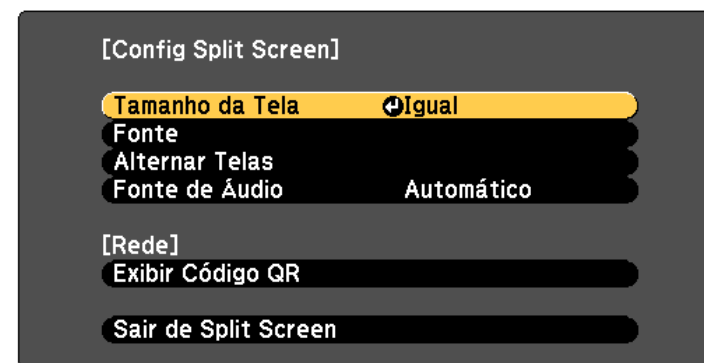 [Config Split Screen]
Tamanho da Tela Igual
Fonte
Alternar Telas
Fonte de Áudio Automático
[Rede]
Exibir Código QR
Sair de Split Screen